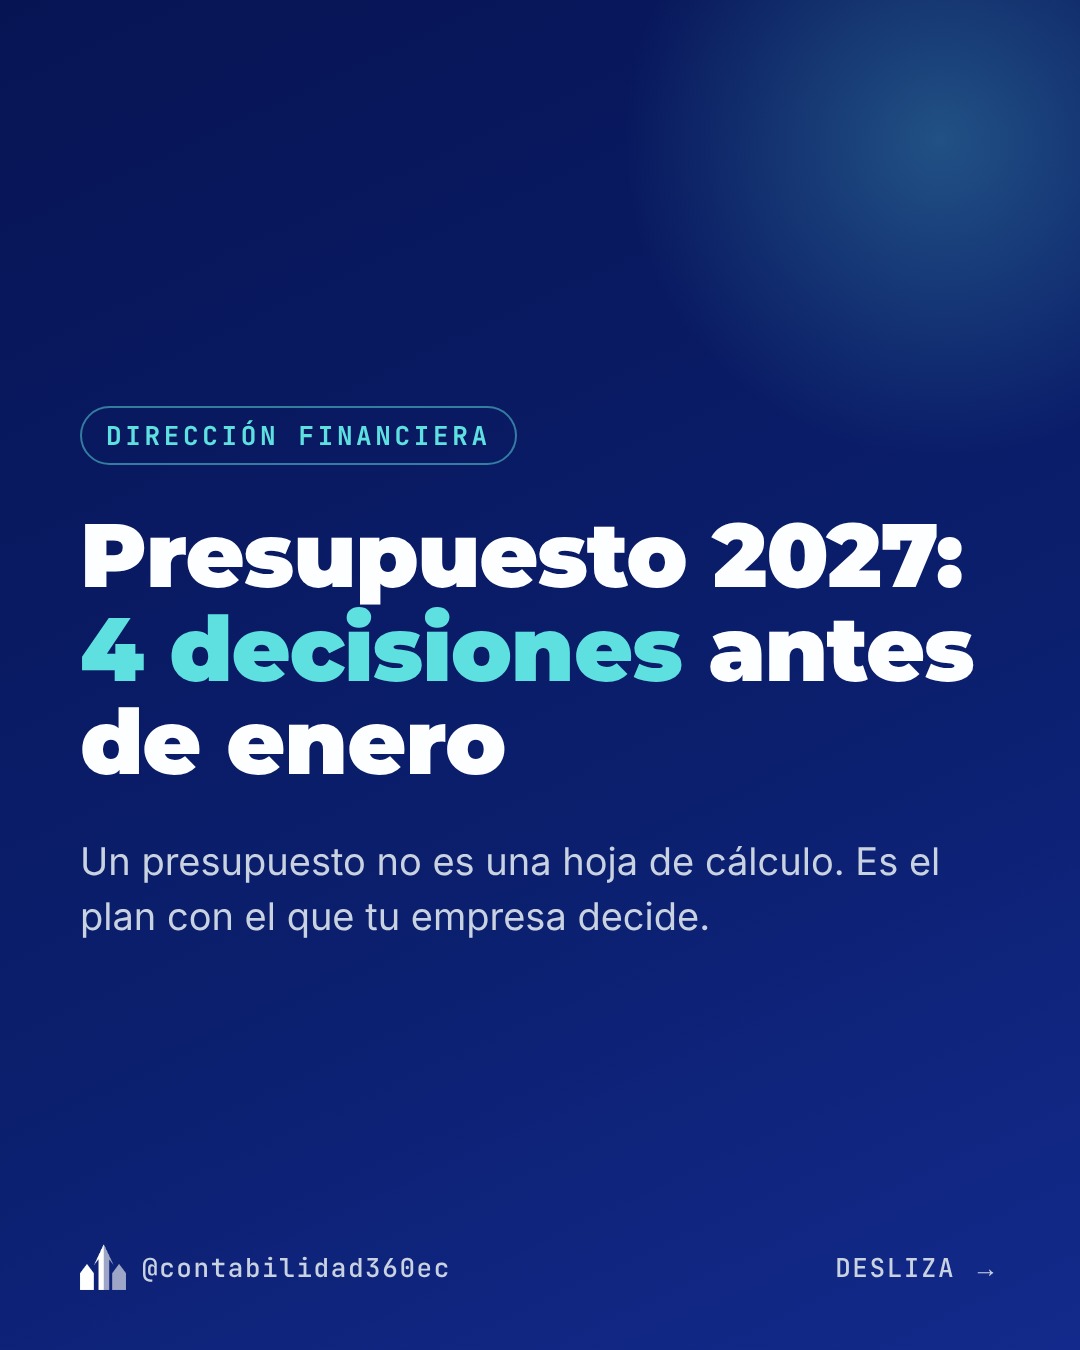 DIRECCIÓN FINANCIERA
Presupuesto 2027:
4 decisiones antes
de enero
Un presupuesto no es una hoja de cálculo. Es el
plan con el que tu empresa decide.
@contabilidad360ec
DESLIZA →